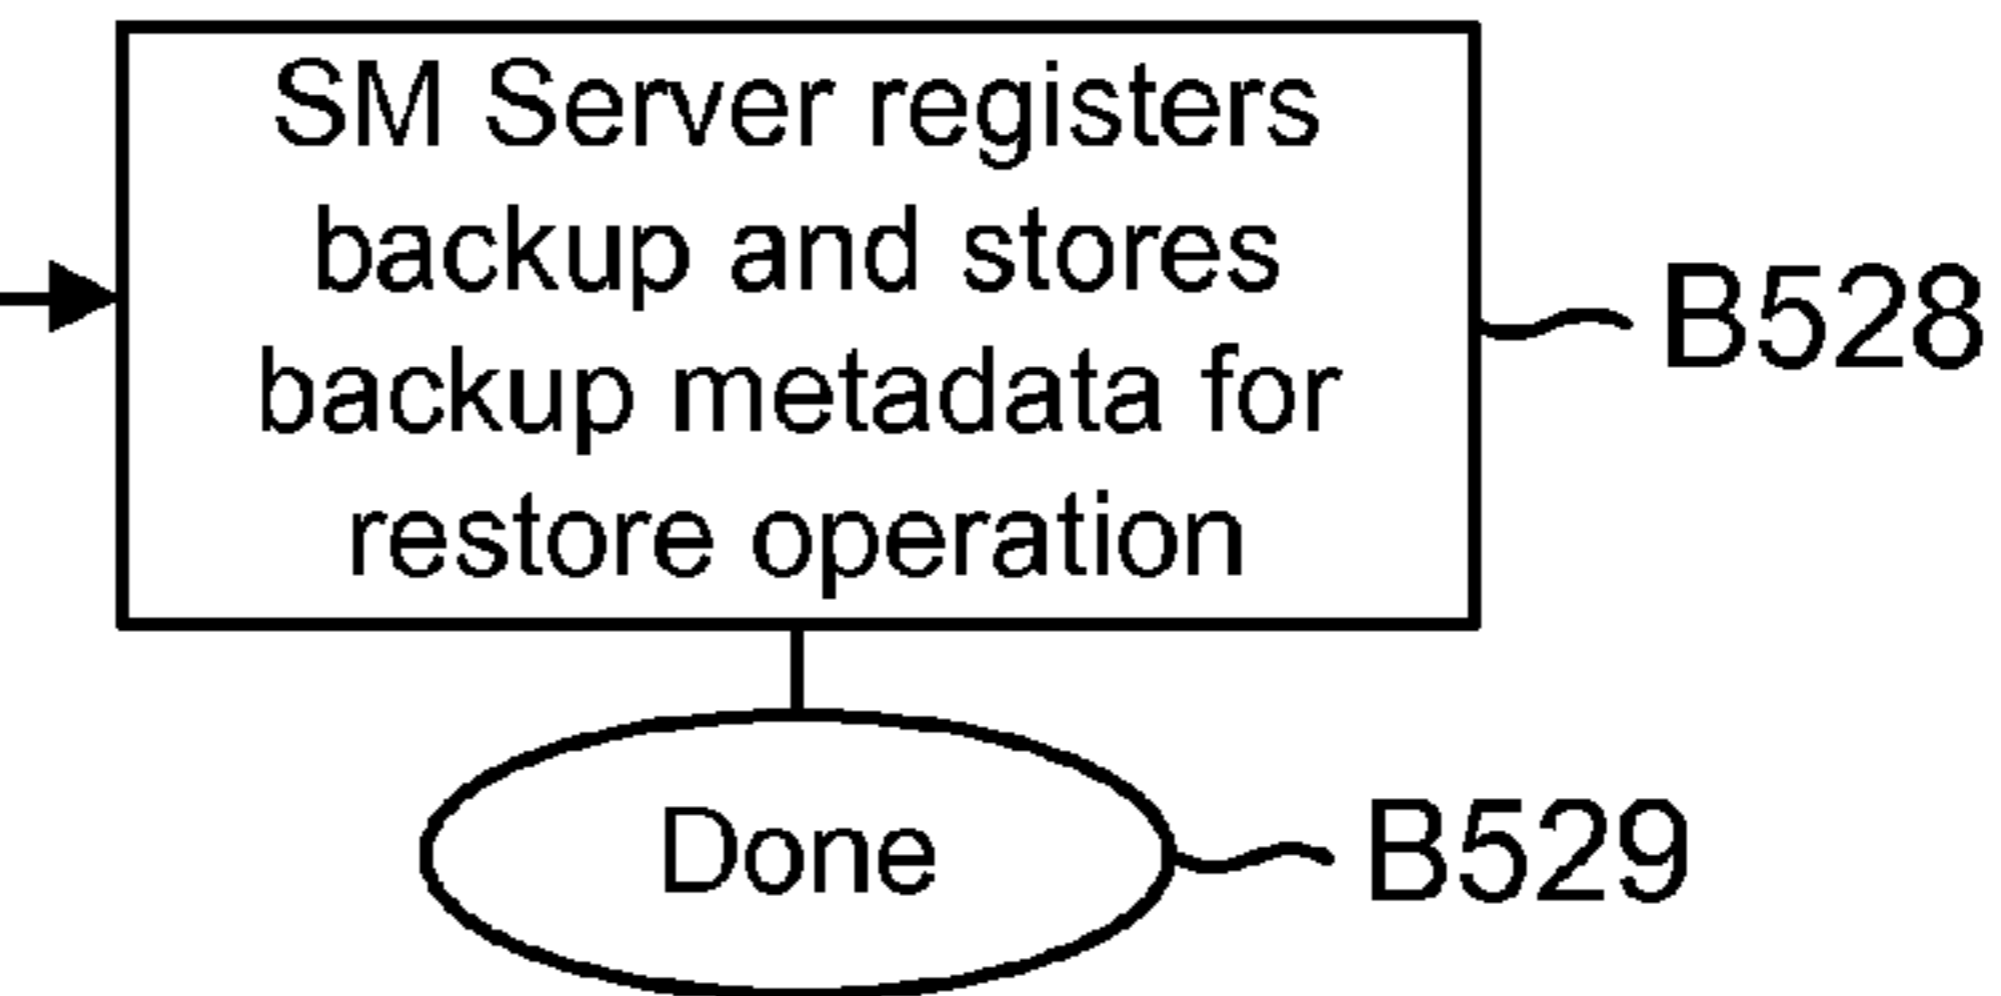 SM Server registers
backup and stores
backup metadata for
restore operation
B528
Done
B529